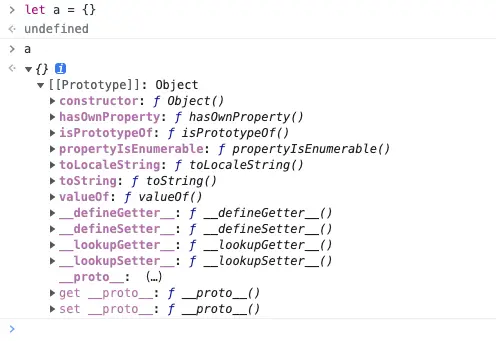 > let a = {}
<· undefined
> a
<· ▼{} i
▼[[Prototype]]: Object
▶constructor: ƒ Object()
▶hasOwnProperty: ƒ hasOwnProperty()
▶isPrototypeOf: ƒ isPrototypeOf()
▶propertyIsEnumerable: ƒ propertyIsEnumerable()
▶toLocaleString: ƒ toLocaleString()
▶toString: ƒ toString()
▶valueOf: ƒ valueOf()
▶__defineGetter__: ƒ __defineGetter__()
▶__defineSetter__: ƒ __defineSetter__()
▶__lookupGetter__: ƒ __lookupGetter__()
▶__lookupSetter__: ƒ __lookupSetter__()
__proto__: (…)
▶get __proto__: ƒ __proto__()
▶set __proto__: ƒ __proto__()
>